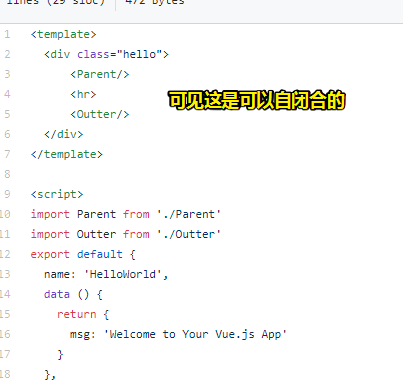 lines (29 sloc) 472 Bytes
1 <template>
2 <div class="hello">
3 <Parent/>
4 <hr>
5 <Outter/>
6 </div>
7 </template>
8
9 <script>
10 import Parent from './Parent'
11 import Outter from './Outter'
12 export default {
13 name: 'HelloWorld',
14 data () {
15 return {
16 msg: 'Welcome to Your Vue.js App'
17 }
18 },
可见这是可以自闭合的